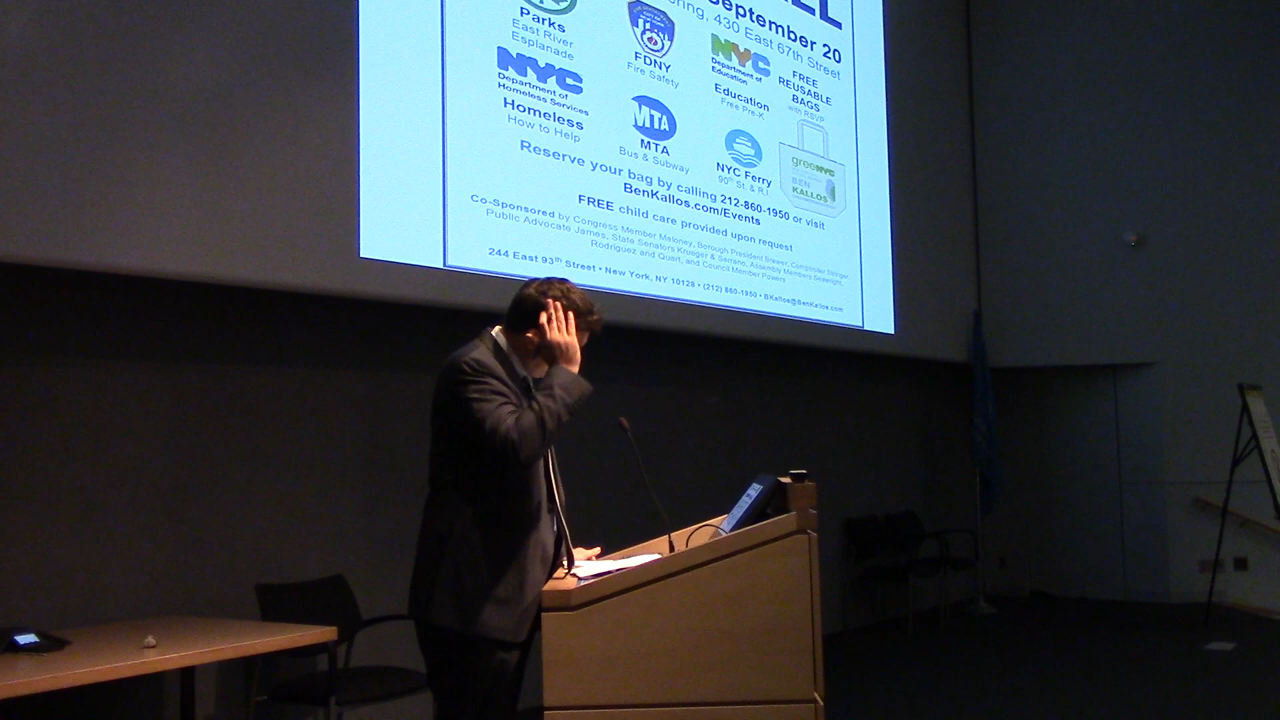 September 20
430 East 67th Street
Parks
East River
Esplanade
FDNY
Fire Safety
NYC
Department of
Education
Education
Free Pre-K
FREE
REUSABLE
BAGS
with RSVP
NYC
Department of
Homeless Services
Homeless
How to Help
MTA
MTA
Bus & Subway
NYC Ferry
90th St. & R.I.
greeNYC
BEN
KALLOS
Reserve your bag by calling 212-860-1950 or visit
BenKallos.com/Events
FREE child care provided upon request
Co-Sponsored by Congress Member Maloney, Borough President Brewer, Comptroller Stringer,
Public Advocate James, State Senators Krueger & Serrano, Assembly Members Seawright,
Rodriguez and Quart, and Council Member Powers
244 East 93rd Street • New York, NY 10128 • (212) 860-1950 • BKallos@BenKallos.com